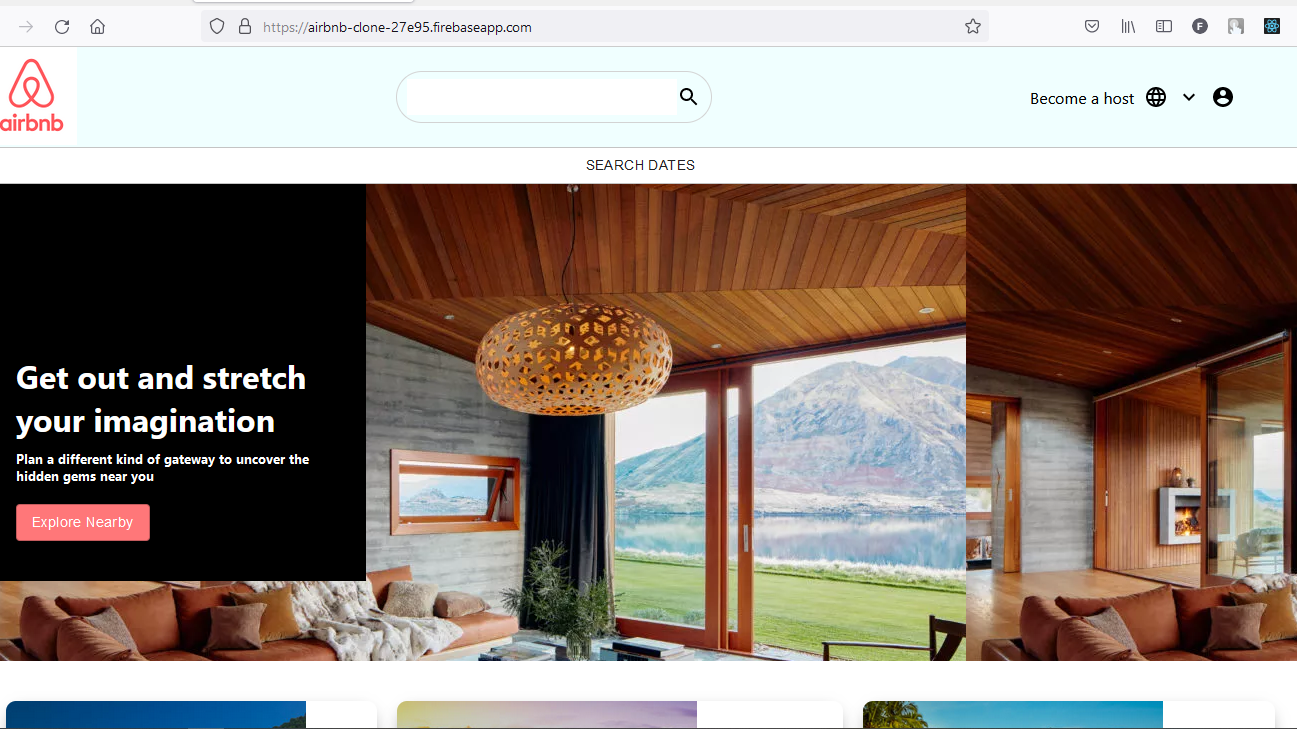 https://airbnb-clone-27e95.firebaseapp.com
F
airbnb
Become a host
SEARCH DATES
Get out and stretch
your imagination
Plan a different kind of gateway to uncover the
hidden gems near you
Explore Nearby